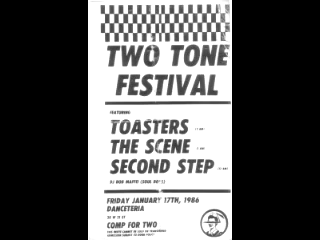 TWO TONE
FESTIVAL
FEATURING:
TOASTERS
THE SCENE
SECOND STEP
FRIDAY JANUARY 17TH, 1986
DANCETERIA
COMP FOR TWO